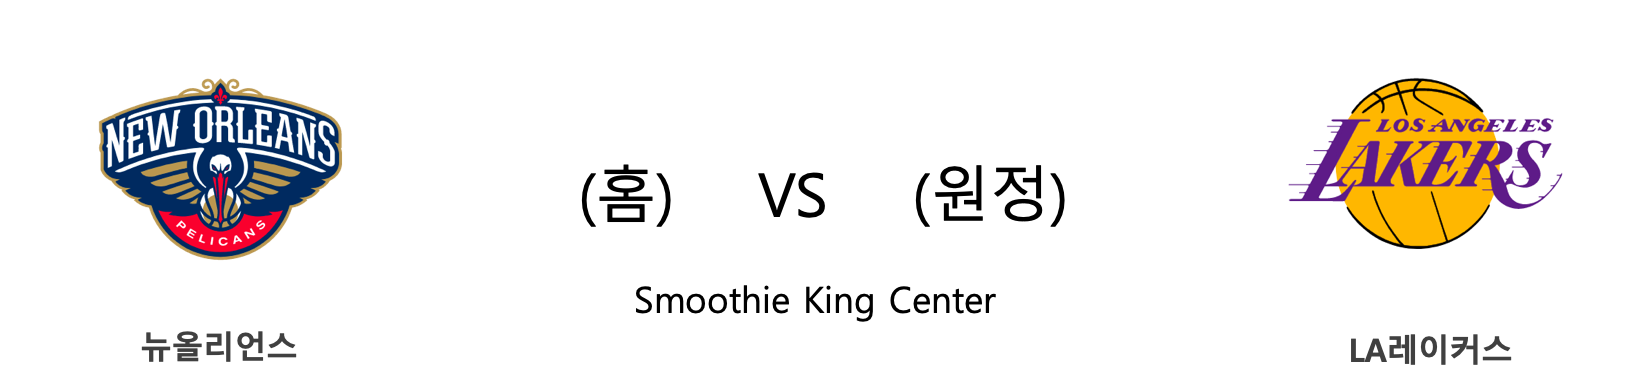 NEW ORLEANS
PELICANS
뉴올리언스
(홈) VS (원정)
Smoothie King Center
LOS ANGELES
LAKERS
LA레이커스